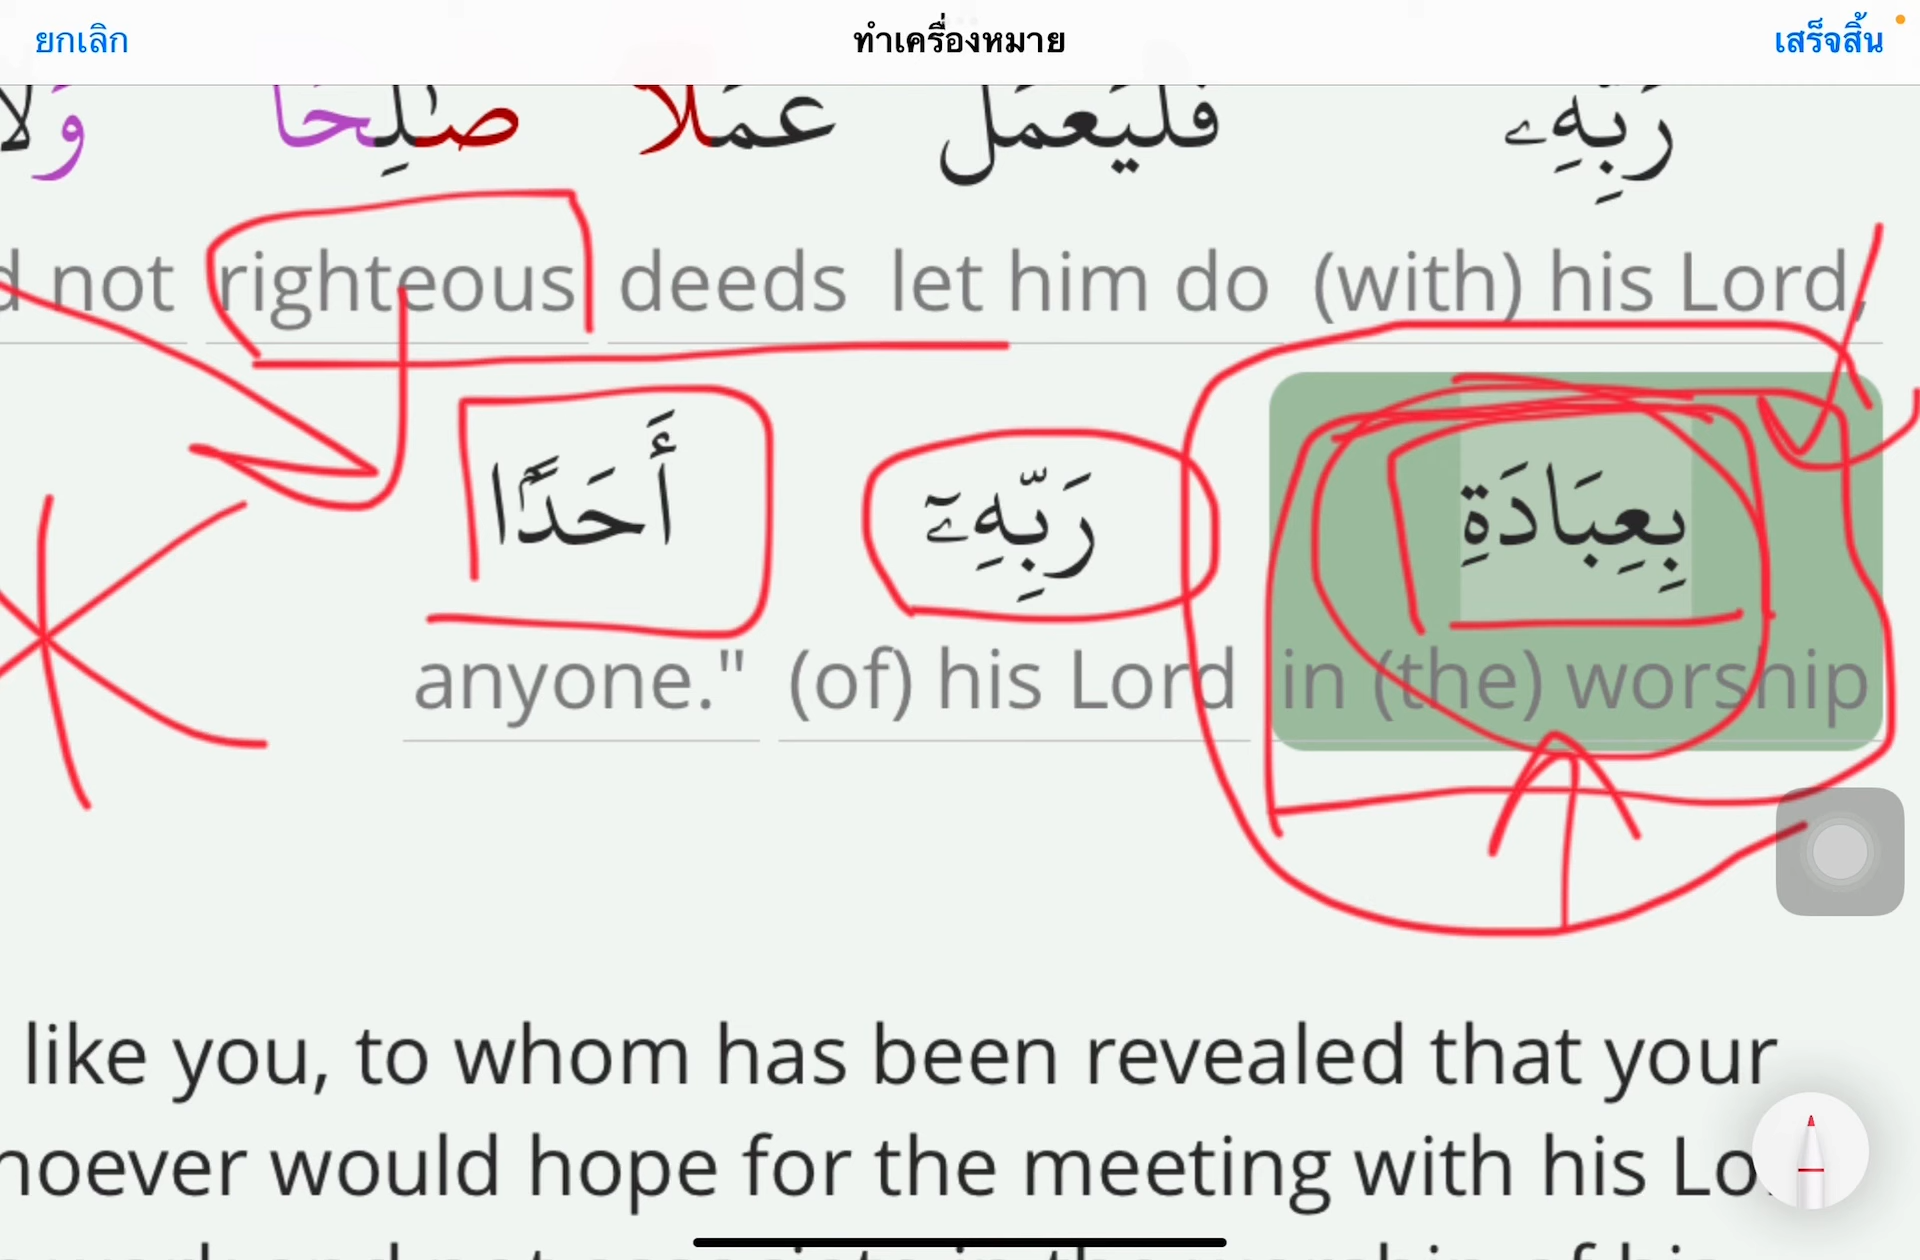 ยกเลิก ทำเครื่องหมาย เสร็จสิ้น
رَبِّهِۦ فَلْيَعْمَلْ عَمَلًا صَـٰلِحًا وَلَا
d not righteous deeds let him do (with) his Lord,
بِعِبَادَةِ رَبِّهِۦٓ أَحَدًۢا
anyone." (of) his Lord in (the) worship
like you, to whom has been revealed that your
hoever would hope for the meeting with his Lo